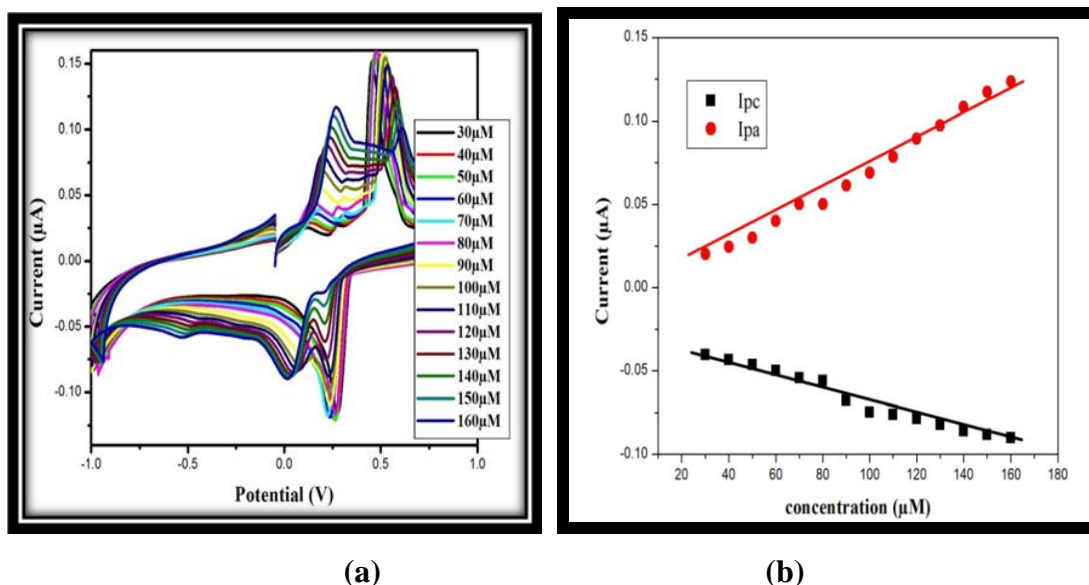 0.15
0.10
0.05
0.00
-0.05
-0.10
-1.0 -0.5 0.0 0.5 1.0
Current (µA)
Potential (V)
30µM
40µM
50µM
60µM
70µM
80µM
90µM
100µM
110µM
120µM
130µM
140µM
150µM
160µM
(a)
0.15
0.10
0.05
0.00
-0.05
-0.10
20 40 60 80 100 120 140 160 180
Current (µA)
concentration (µM)
Ipc
Ipa
(b)